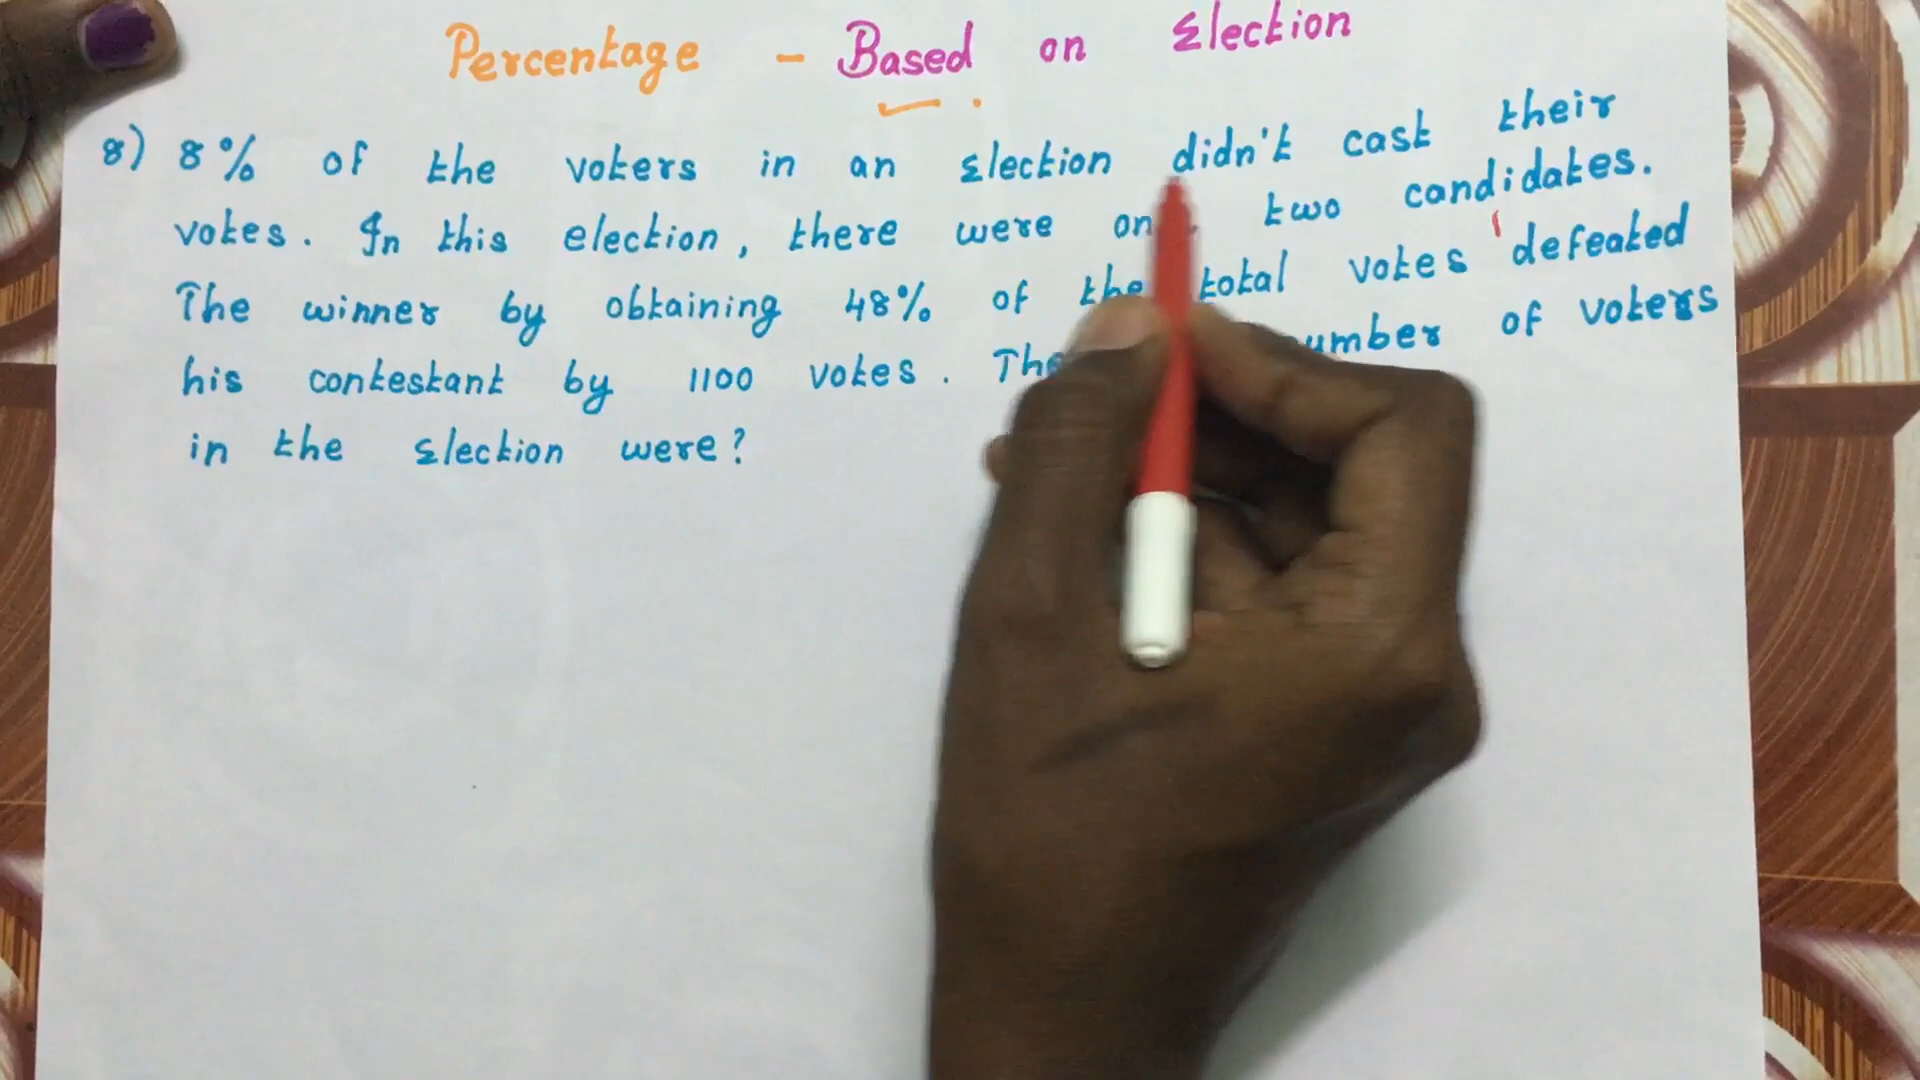 Percentage - Based on Election
8) 8% of the voters in an Election didn't cast their
votes. In this election, there were two candidates.
The winner by obtaining 48% of the total votes defeated
his contestant by 1100 votes. The number of voters
in the Election were?